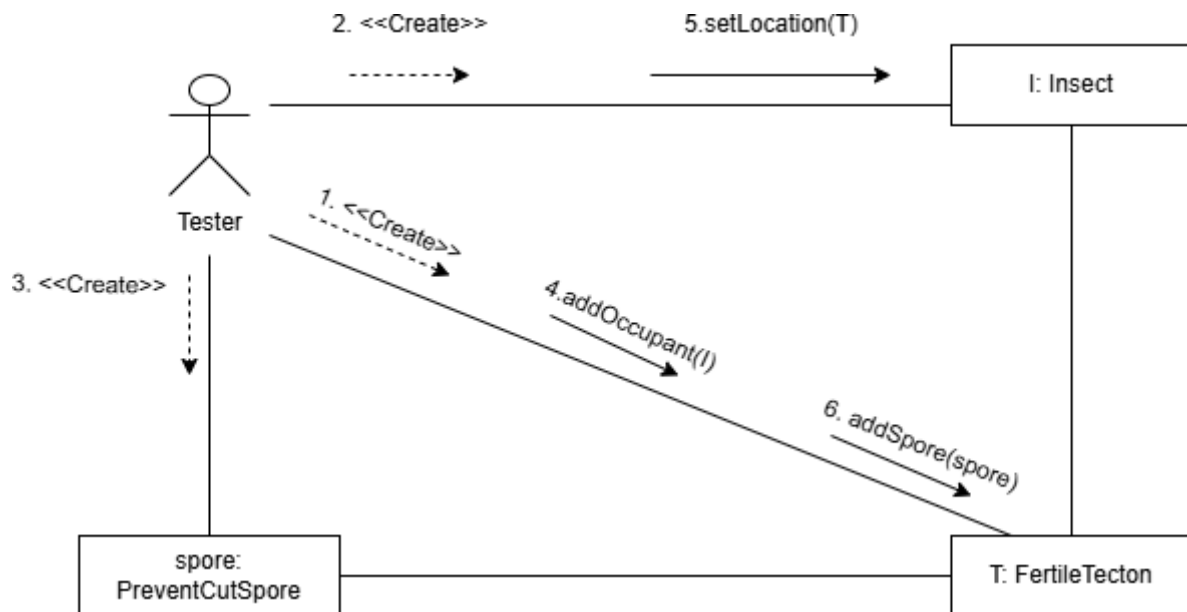 2. <<Create>>
5.setLocation(T)
I: Insect
Tester
1. <<Create>>
3. <<Create>>
4.addOccupant(I)
6. addSpore(spore)
spore:
PreventCutSpore
T: FertileTecton